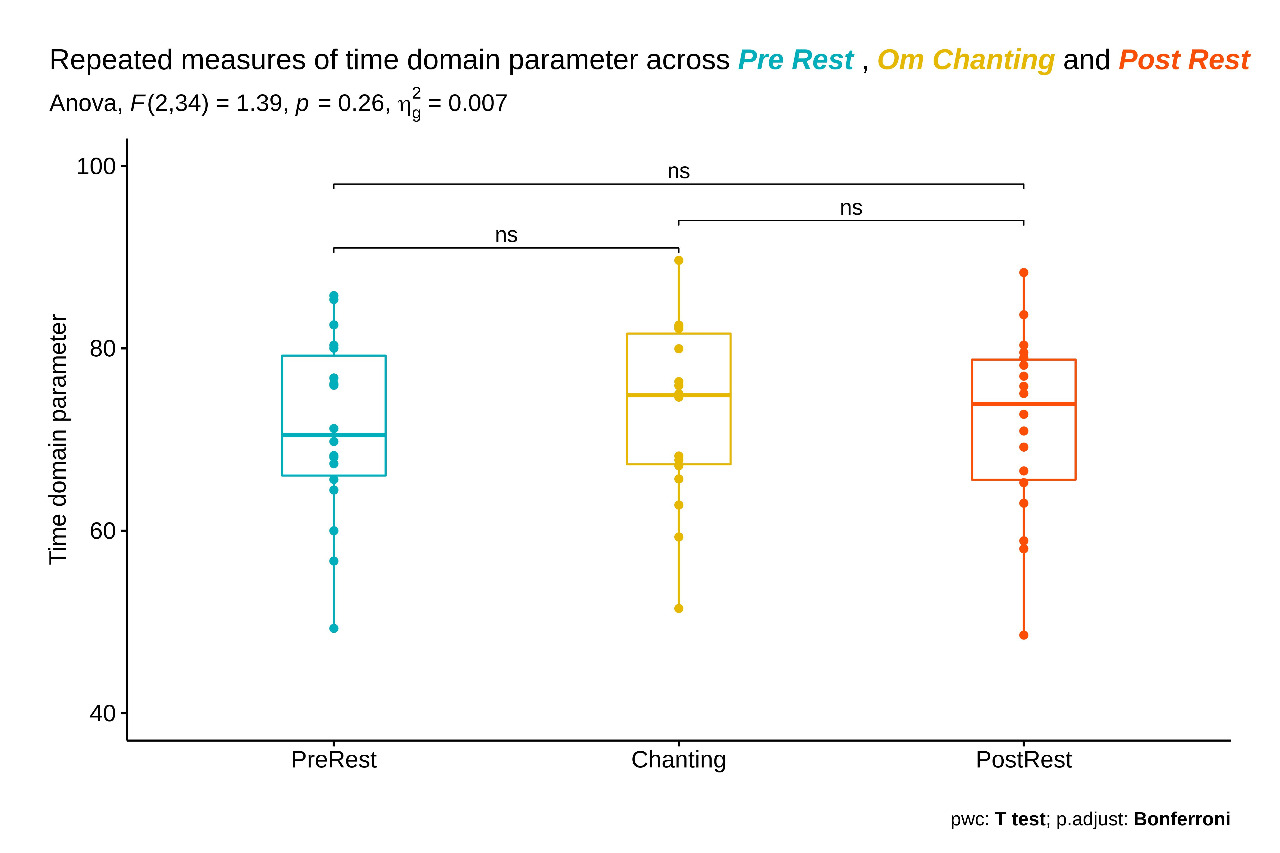 Repeated measures of time domain parameter across Pre Rest , Om Chanting and Post Rest
Anova, F(2,34) = 1.39, p = 0.26, η²g = 0.007
100
80
60
40
Time domain parameter
ns
ns
ns
PreRest
Chanting
PostRest
pwc: T test; p.adjust: Bonferroni